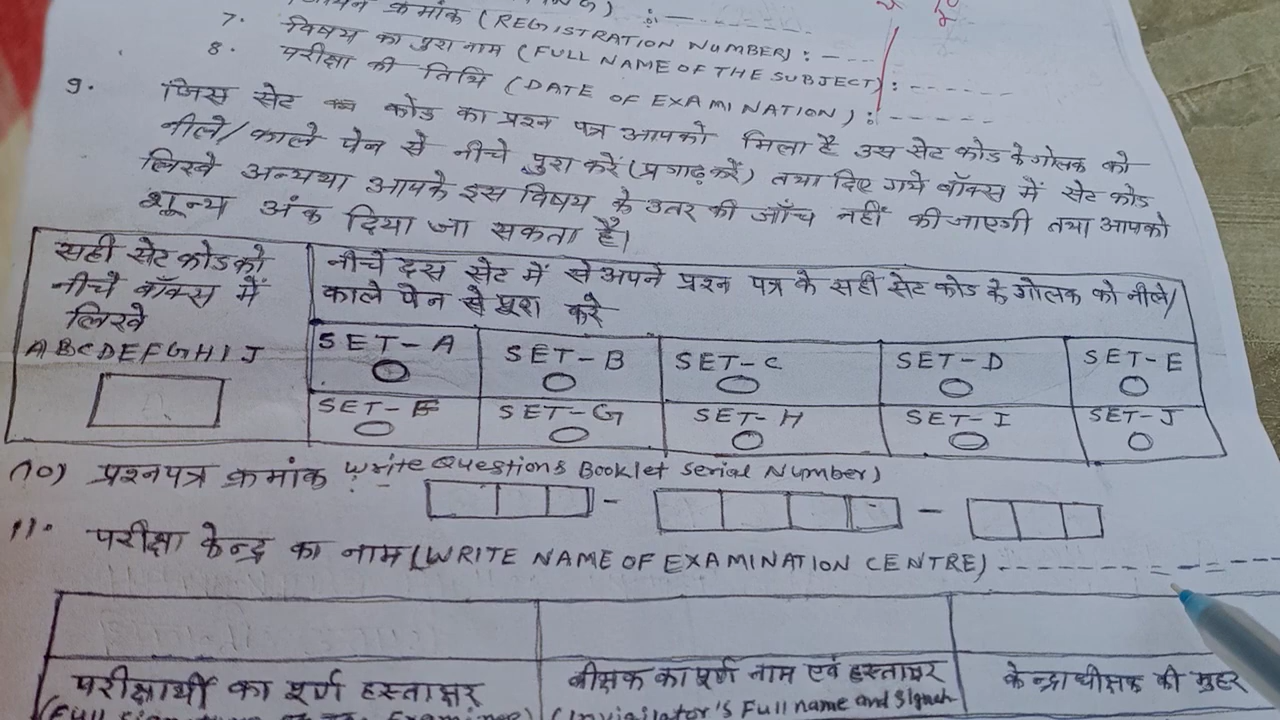 क्रमांक (
7. (REGISTRATION NUMBER) : - - - -
8. विषय का पुरा नाम (FULL NAME OF THE SUBJECT) : - - - - - -
परीक्षा की तिथि (DATE OF EXAMINATION) : - - - - - -
9. जिस सेट कोड का प्रश्न पत्र आपको मिला है उस सेट कोड के गोलक को
नीले/काले पेन से नीचे पुरा करें (प्रगाढ़ करें) तथा दिए गये बॉक्स में सेट कोड
लिखें अन्यथा आपके इस विषय के उतर की जाँच नहीं की जाएगी तथा आपको
शून्य अंक दिया जा सकता है।
सही सेट कोड को
नीचे बॉक्स में
लिखे
A B C D E F G H I J
नीचे दस सेट में से अपने प्रश्न पत्र के सही सेट कोड के गोलक को नीले/
काले पेन से पूरा करे
SET-A SET-B SET-C SET-D SET-E
SET-F SET-G SET-H SET-I SET-J
(10) प्रश्नपत्र क्रमांक Write Questions Booklet Serial Number)
11. परीक्षा केन्द्र का नाम (WRITE NAME OF EXAMINATION CENTRE) - - - - - - - - - -
परीक्षार्थी का पूर्ण हस्ताक्षर
वीक्षक का पूर्ण नाम एवं हस्ताक्षर
(Invigilator's Full name and Signat
केन्द्राधीक्षक की मुहर